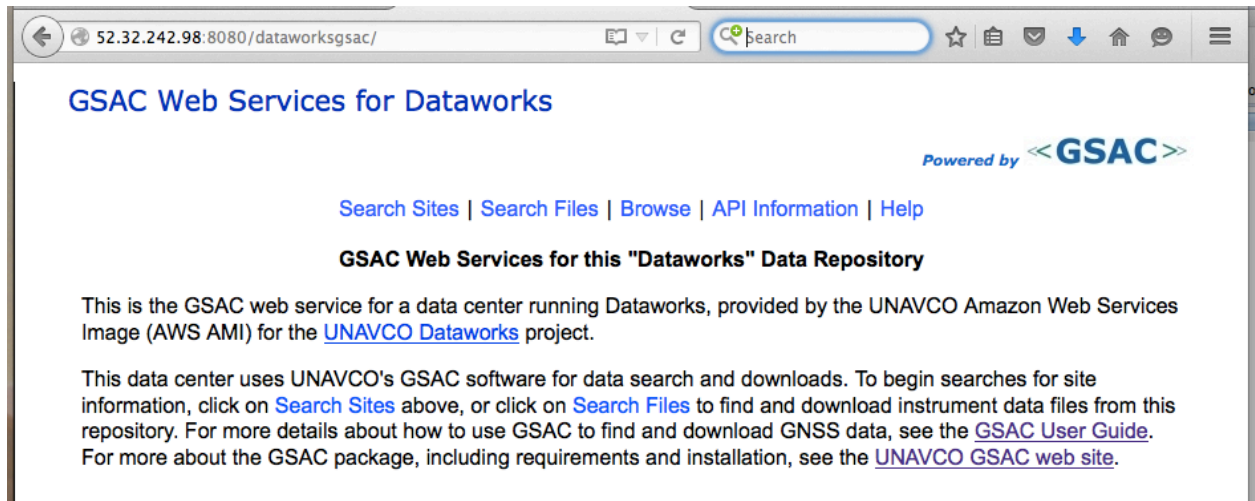 52.32.242.98:8080/dataworksgsac/
Search
GSAC Web Services for Dataworks
Powered by <<GSAC>>
Search Sites | Search Files | Browse | API Information | Help
GSAC Web Services for this "Dataworks" Data Repository
This is the GSAC web service for a data center running Dataworks, provided by the UNAVCO Amazon Web Services
Image (AWS AMI) for the UNAVCO Dataworks project.
This data center uses UNAVCO's GSAC software for data search and downloads. To begin searches for site
information, click on Search Sites above, or click on Search Files to find and download instrument data files from this
repository. For more details about how to use GSAC to find and download GNSS data, see the GSAC User Guide.
For more about the GSAC package, including requirements and installation, see the UNAVCO GSAC web site.